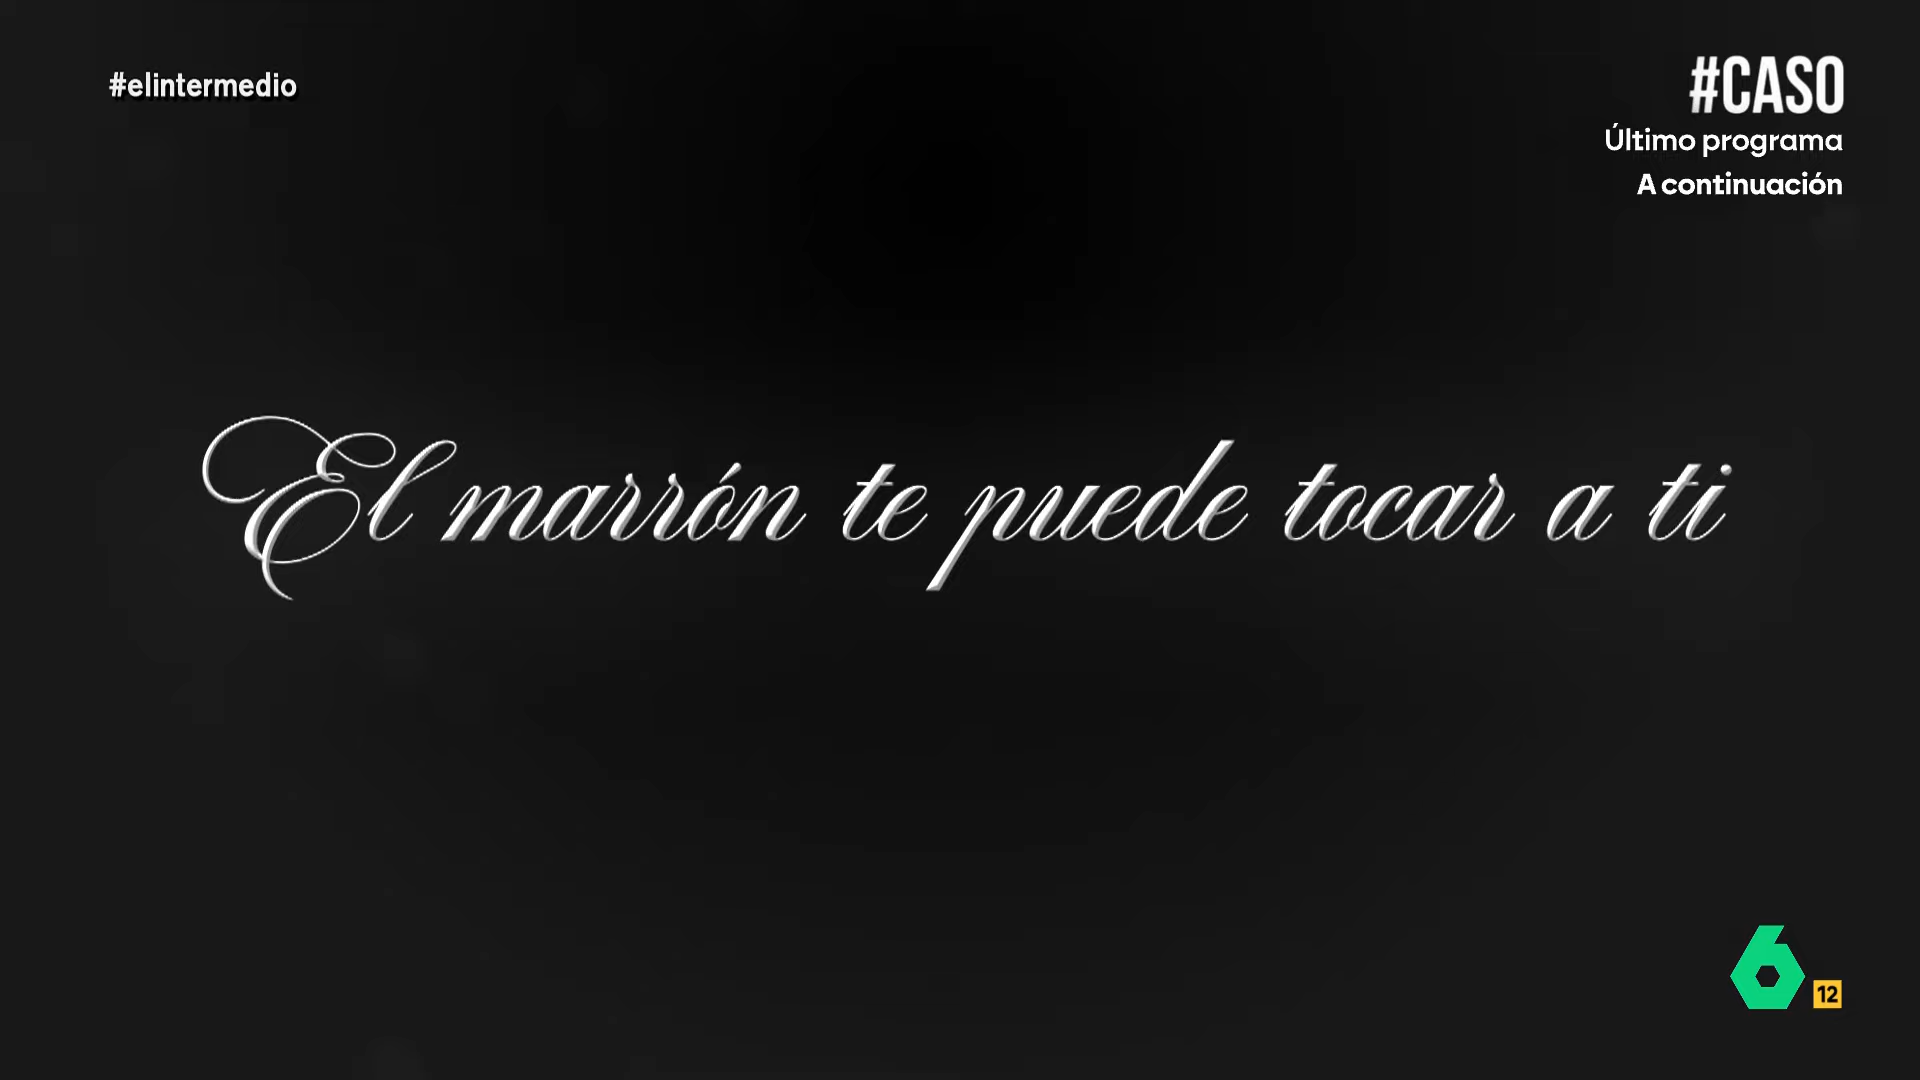 #elintermedio
#CASO
Último programa
A continuación
El marrón te puede tocar a ti
6
12